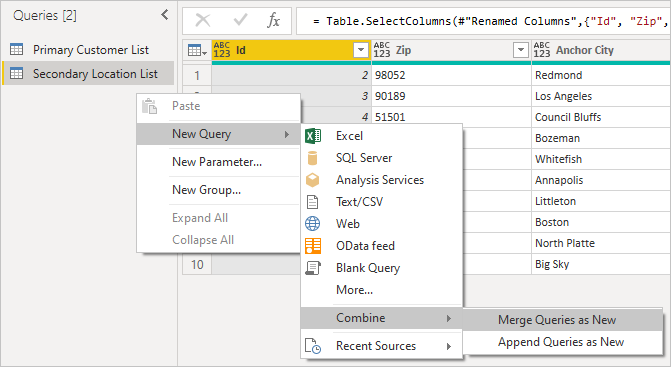 Queries [2]
Primary Customer List
Secondary Location List
= Table.SelectColumns(#"Renamed Columns",{"Id", "Zip",
ABC 123 Id ABC 123 Zip ABC 123 Anchor City
1 2 98052 Redmond
3 90189 Los Angeles
4 51501 Council Bluffs
Bozeman
Whitefish
Annapolis
Littleton
Boston
North Platte
10 Big Sky
Paste
New Query
New Parameter...
New Group...
Expand All
Collapse All
Excel
SQL Server
Analysis Services
Text/CSV
Web
OData feed
Blank Query
More...
Combine
Recent Sources
Merge Queries as New
Append Queries as New